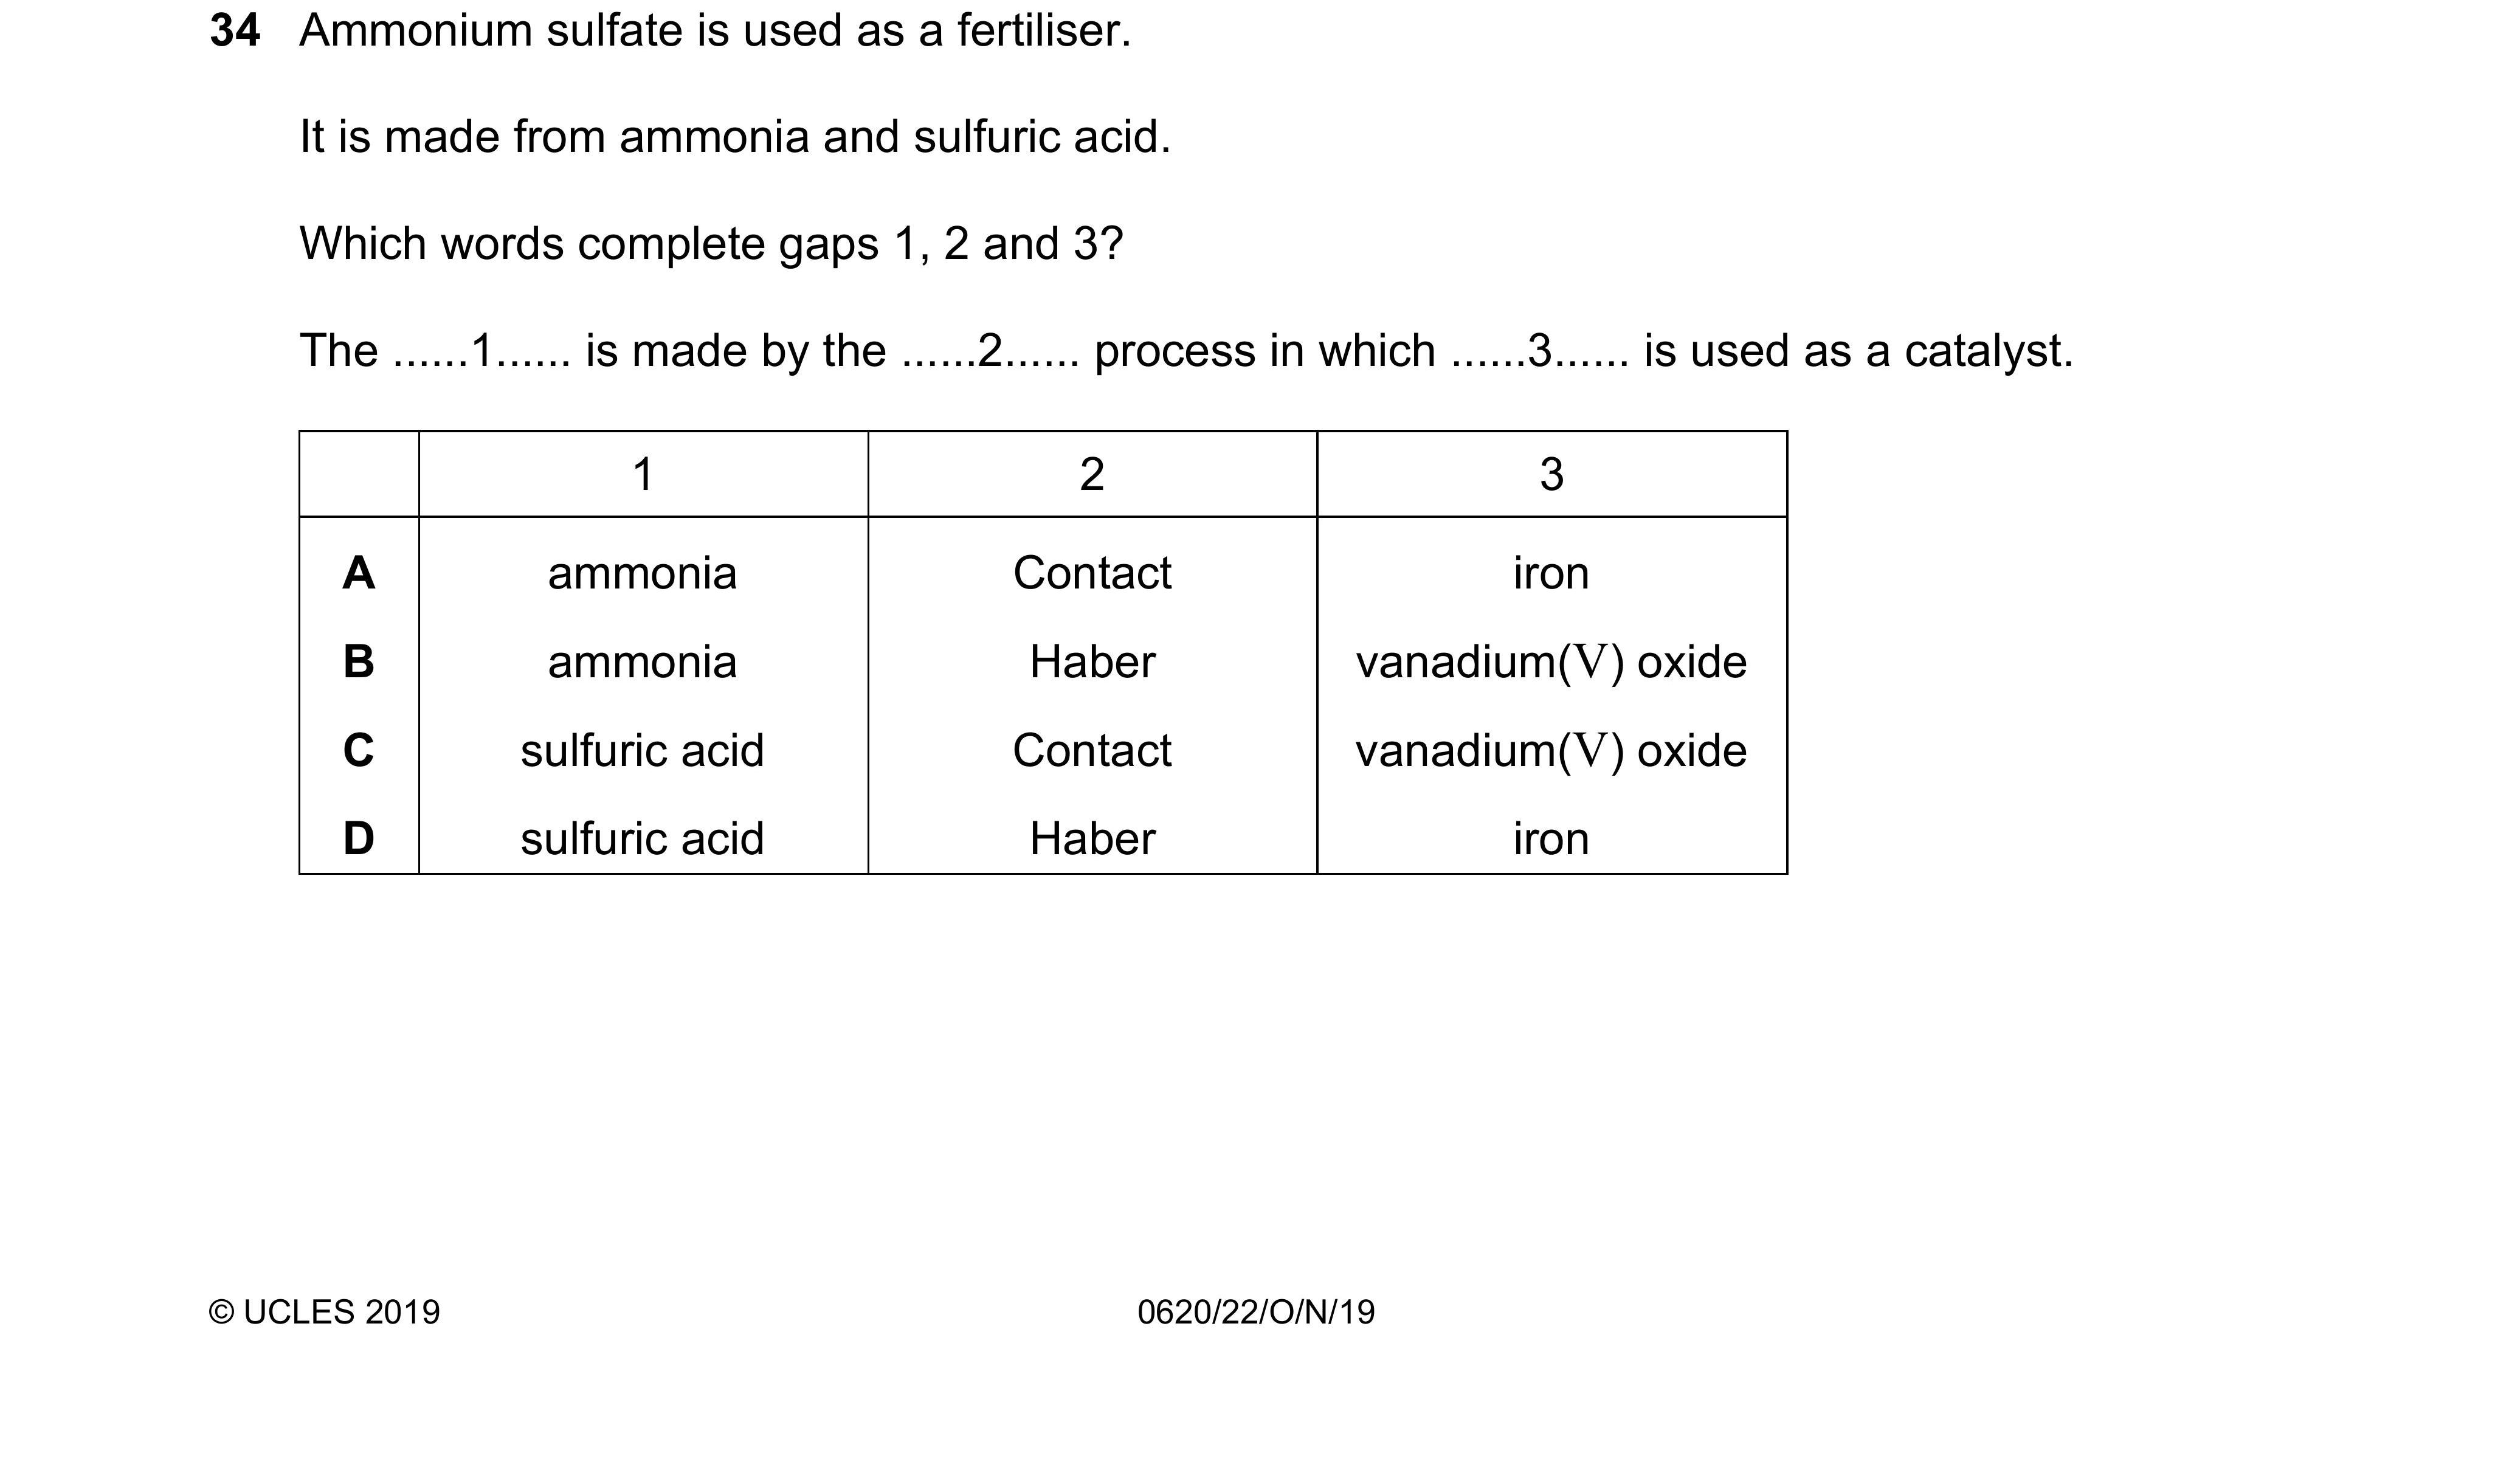 34 Ammonium sulfate is used as a fertiliser.
It is made from ammonia and sulfuric acid.
Which words complete gaps 1, 2 and 3?
The ......1...... is made by the ......2...... process in which ......3...... is used as a catalyst.
1 2 3
A ammonia Contact iron
B ammonia Haber vanadium(V) oxide
C sulfuric acid Contact vanadium(V) oxide
D sulfuric acid Haber iron
© UCLES 2019 0620/22/O/N/19